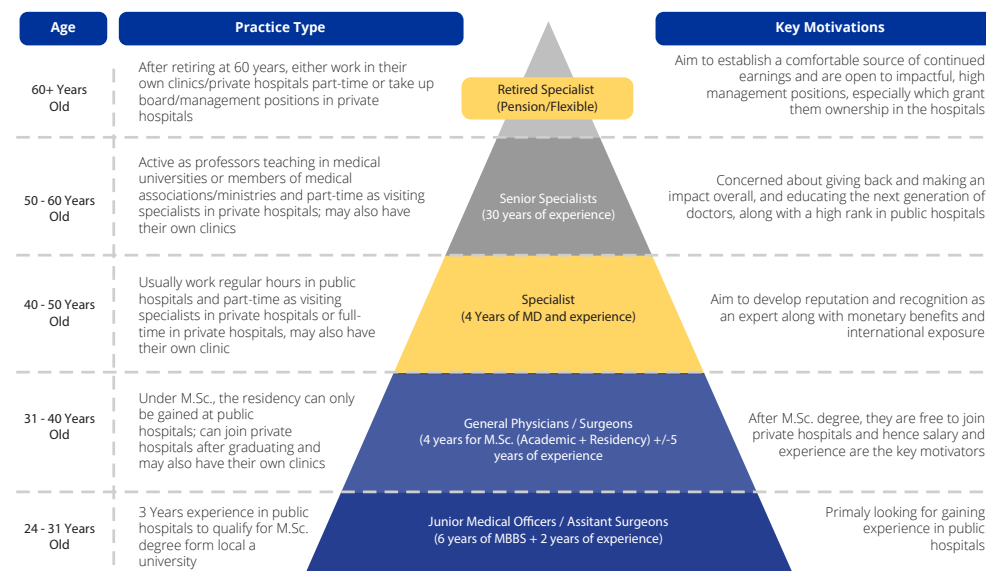 Age
Practice Type
Key Motivations
60+ Years
Old
After retiring at 60 years, either work in their
own clinics/private hospitals part-time or take up
board/management positions in private
hospitals
Retired Specialist
(Pension/Flexible)
Aim to establish a comfortable source of continued
earnings and are open to impactful, high
management positions, especially which grant
them ownership in the hospitals
50 - 60 Years
Old
Active as professors teaching in medical
universities or members of medical
associations/ministries and part-time as visiting
specialists in private hospitals; may also have
their own clinics
Senior Specialists
(30 years of experience)
Concerned about giving back and making an
impact overall, and educating the next generation of
doctors, along with a high rank in public hospitals
40 - 50 Years
Old
Usually work regular hours in public
hospitals and part-time as visiting
specialists in private hospitals or full-
time in private hospitals, may also have
their own clinic
Specialist
(4 Years of MD and experience)
Aim to develop reputation and recognition as
an expert along with monetary benefits and
international exposure
31 - 40 Years
Old
Under M.Sc., the residency can only
be gained at public
hospitals; can join private
hospitals after graduating and
may also have their own clinics
General Physicians / Surgeons
(4 years for M.Sc. (Academic + Residency) +/-5
years of experience
After M.Sc. degree, they are free to join
private hospitals and hence salary and
experience are the key motivators
24 - 31 Years
Old
3 Years experience in public
hospitals to qualify for M.Sc.
degree form local a
university
Junior Medical Officers / Assitant Surgeons
(6 years of MBBS + 2 years of experience)
Primaly looking for gaining
experience in public
hospitals